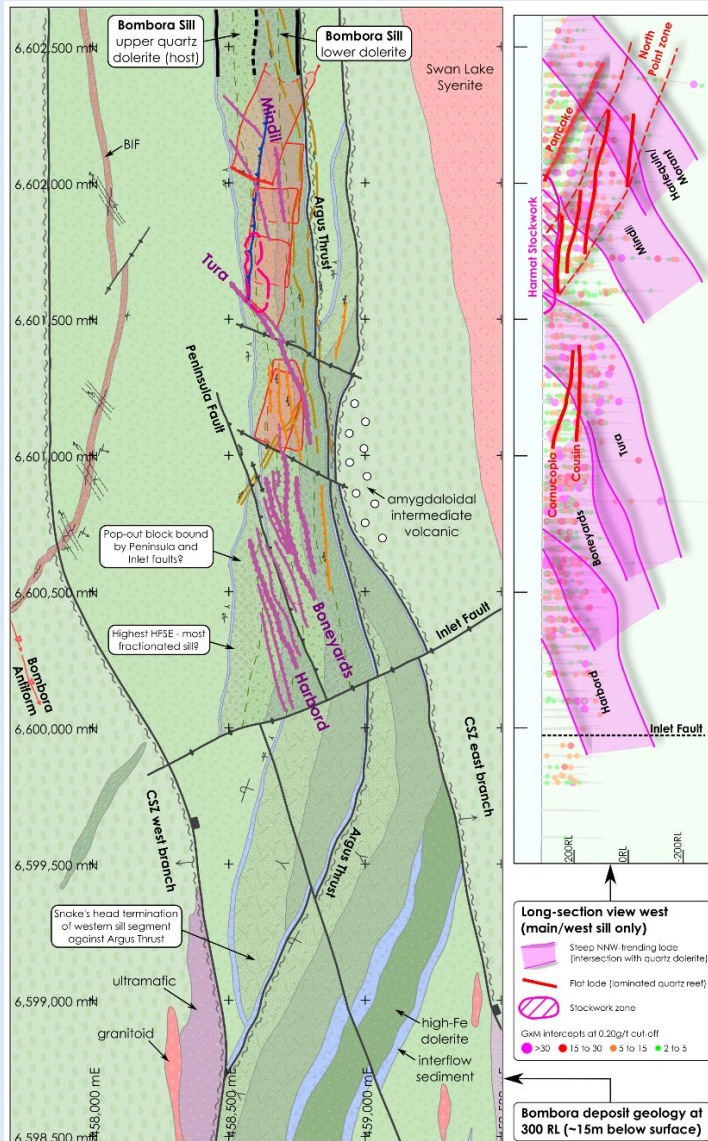 6,602,500 mN
Bombora Sill
upper quartz
dolerite (host)
Bombora Sill
lower dolerite
Swan Lake
Syenite
BIF
Mindil
6,602,000 mN
Argus Thrust
Tura
6,601,500 mN
Peninsula Fault
6,601,000 mN
amygdaloidal
intermediate
volcanic
Pop-out block bound
by Peninsula and
Inlet faults?
6,600,500 mN
Boneyards
Highest HFSE - most
fractionated sill?
Inlet Fault
Harbord
Bombora
Antiform
6,600,000 mN
CSZ east branch
CSZ west branch
Argus Thrust
6,599,500 mN
Snake's head termination
of western sill segment
against Argus Thrust
ultramafic
6,599,000 mN
granitoid
high-Fe
dolerite
interflow
sediment
6,598,500 mN
458,000 mE
458,500 mE
459,000 mE
North
Point zone
Pancake
Harlequin/
Morant
Mindil
Harmat Stockwork
Cornucopia
Cousin
Tura
Boneyards
Harbord
Inlet Fault
200RL
0RL
-200RL
Long-section view west
(main/west sill only)
Steep NNW-trending lode
(intersection with quartz dolerite)
Flat lode (laminated quartz reef)
Stockwork zone
GxM intercepts at 0.20g/t cut-off
>30 15 to 30 5 to 15 2 to 5
Bombora deposit geology at
300 RL (~15m below surface)